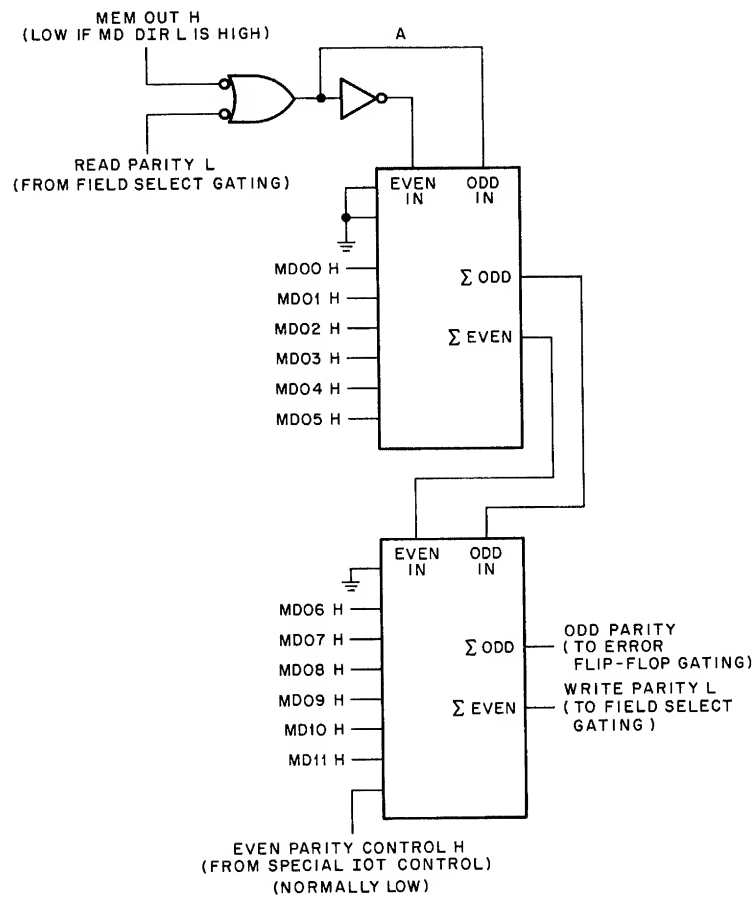 MEM OUT H
(LOW IF MD DIR L IS HIGH)
A
READ PARITY L
(FROM FIELD SELECT GATING)
EVEN IN
ODD IN
MD00 H
MD01 H
MD02 H
MD03 H
MD04 H
MD05 H
Σ ODD
Σ EVEN
EVEN IN
ODD IN
MD06 H
MD07 H
MD08 H
MD09 H
MD10 H
MD11 H
Σ ODD
Σ EVEN
ODD PARITY
(TO ERROR
FLIP-FLOP GATING)
WRITE PARITY L
(TO FIELD SELECT
GATING)
EVEN PARITY CONTROL H
(FROM SPECIAL IOT CONTROL)
(NORMALLY LOW)